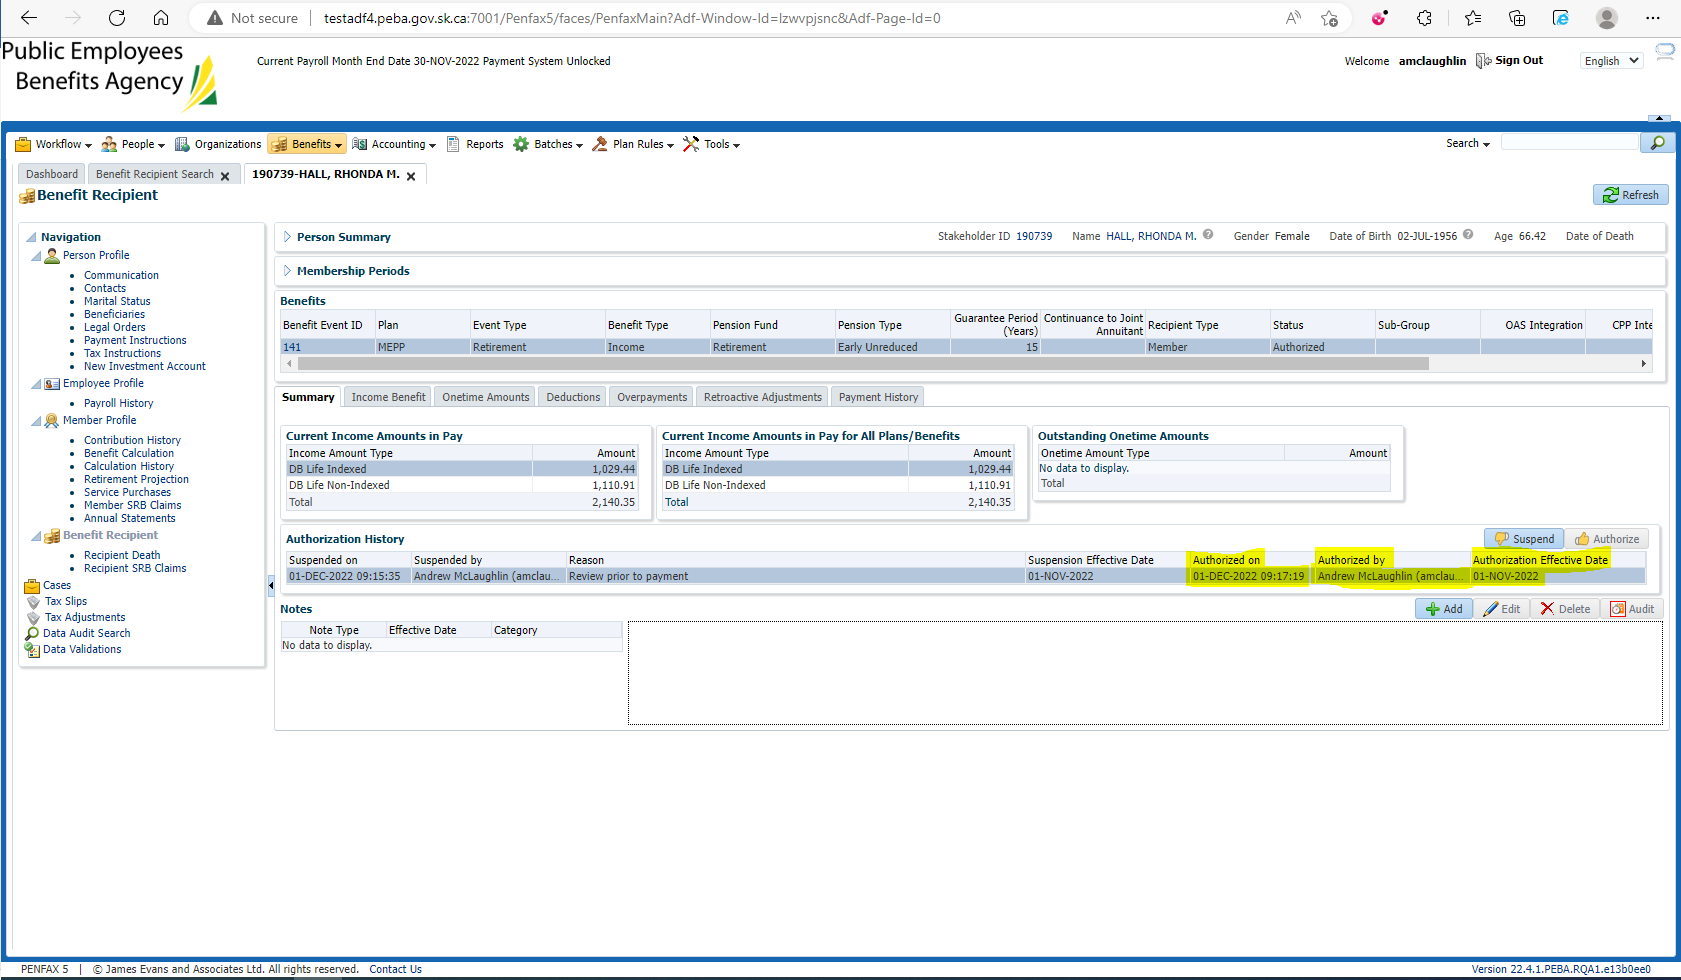 Not secure testadf4.peba.gov.sk.ca:7001/Penfax5/faces/PenfaxMain?Adf-Window-Id=lzwvpjsnc&Adf-Page-Id=0
Public Employees
Benefits Agency
Current Payroll Month End Date 30-NOV-2022 Payment System Unlocked
Welcome amclaughlin Sign Out English
Workflow People Organizations Benefits Accounting Reports Batches Plan Rules Tools Search
Dashboard Benefit Recipient Search 190739-HALL, RHONDA M.
Benefit Recipient Refresh
Navigation
Person Profile
Communication
Contacts
Marital Status
Beneficiaries
Legal Orders
Payment Instructions
Tax Instructions
New Investment Account
Employee Profile
Payroll History
Member Profile
Contribution History
Benefit Calculation
Calculation History
Retirement Projection
Service Purchases
Member SRB Claims
Annual Statements
Benefit Recipient
Recipient Death
Recipient SRB Claims
Cases
Tax Slips
Tax Adjustments
Data Audit Search
Data Validations
Person Summary Stakeholder ID 190739 Name HALL, RHONDA M. Gender Female Date of Birth 02-JUL-1956 Age 66.42 Date of Death
Membership Periods
Benefits
Benefit Event ID Plan Event Type Benefit Type Pension Fund Pension Type Guarantee Period (Years) Continuance to Joint Annuitant Recipient Type Status Sub-Group OAS Integration CPP Inte
141 MEPP Retirement Income Retirement Early Unreduced 15 Member Authorized
Summary Income Benefit Onetime Amounts Deductions Overpayments Retroactive Adjustments Payment History
Current Income Amounts in Pay
Income Amount Type Amount
DB Life Indexed 1,029.44
DB Life Non-Indexed 1,110.91
Total 2,140.35
Current Income Amounts in Pay for All Plans/Benefits
Income Amount Type Amount
DB Life Indexed 1,029.44
DB Life Non-Indexed 1,110.91
Total 2,140.35
Outstanding Onetime Amounts
Onetime Amount Type Amount
No data to display.
Total
Authorization History Suspend Authorize
Suspended on Suspended by Reason Suspension Effective Date Authorized on Authorized by Authorization Effective Date
01-DEC-2022 09:15:35 Andrew McLaughlin (amclau... Review prior to payment 01-NOV-2022 01-DEC-2022 09:17:19 Andrew McLaughlin (amclau... 01-NOV-2022
Notes Add Edit Delete Audit
Note Type Effective Date Category
No data to display.
PENFAX 5 | © James Evans and Associates Ltd. All rights reserved. Contact Us Version 22.4.1.PEBA.RQA1.e13b0ee0